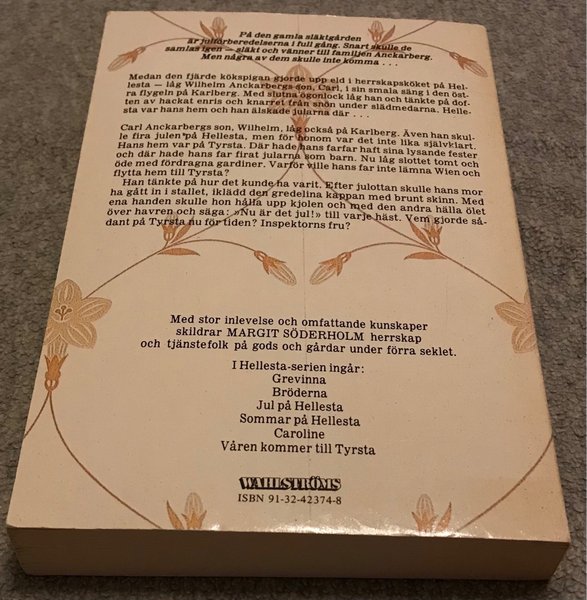 På den gamla släktgården
är julförberedelserna i full gång. Snart skulle de
samlas igen — släkt och vänner till familjen Anckarberg.
Men några av dem skulle inte komma . . .
Medan den fjärde kökspigan gjorde upp eld i herrskapsköket på Hel-
lesta — låg Wilhelm Anckarbergs son, Carl, i sin smala säng i den öst-
ra flygeln på Karlberg. Med slutna ögonlock låg han och tänkte på dof-
ten av hackat enris och knarret från snön under slädmedarna. Helle-
sta var hans hem och han älskade jularna där . . .
Carl Anckarbergs son, Wilhelm, låg också på Karlberg. Även han skul-
le fira julen på Hellesta, men för honom var det inte lika självklart.
Hans hem var på Tyrsta. Där hade hans farfar haft sina lysande fester
och där hade hans far firat jularna som barn. Nu låg slottet tomt och
öde med fördragna gardiner. Varför ville hans far inte lämna Wien och
flytta hem till Tyrsta?
Han tänkte på hur det kunde ha varit. Efter julottan skulle hans mor
ha gått in i stallet, iklädd den gredelina kappan med brunt skinn. Med
ena handen skulle hon hålla upp kjolen och med den andra hälla ölet
över havren och säga: »Nu är det jul!» till varje häst. Vem gjorde så-
dant på Tyrsta nu för tiden? Inspektorns fru?
Med stor inlevelse och omfattande kunskaper
skildrar MARGIT SÖDERHOLM herrskap
och tjänstefolk på gods och gårdar under förra seklet.
I Hellesta-serien ingår:
Grevinna
Bröderna
Jul på Hellesta
Sommar på Hellesta
Caroline
Våren kommer till Tyrsta
WAHLSTRÖMS
ISBN 91-32-42374-8